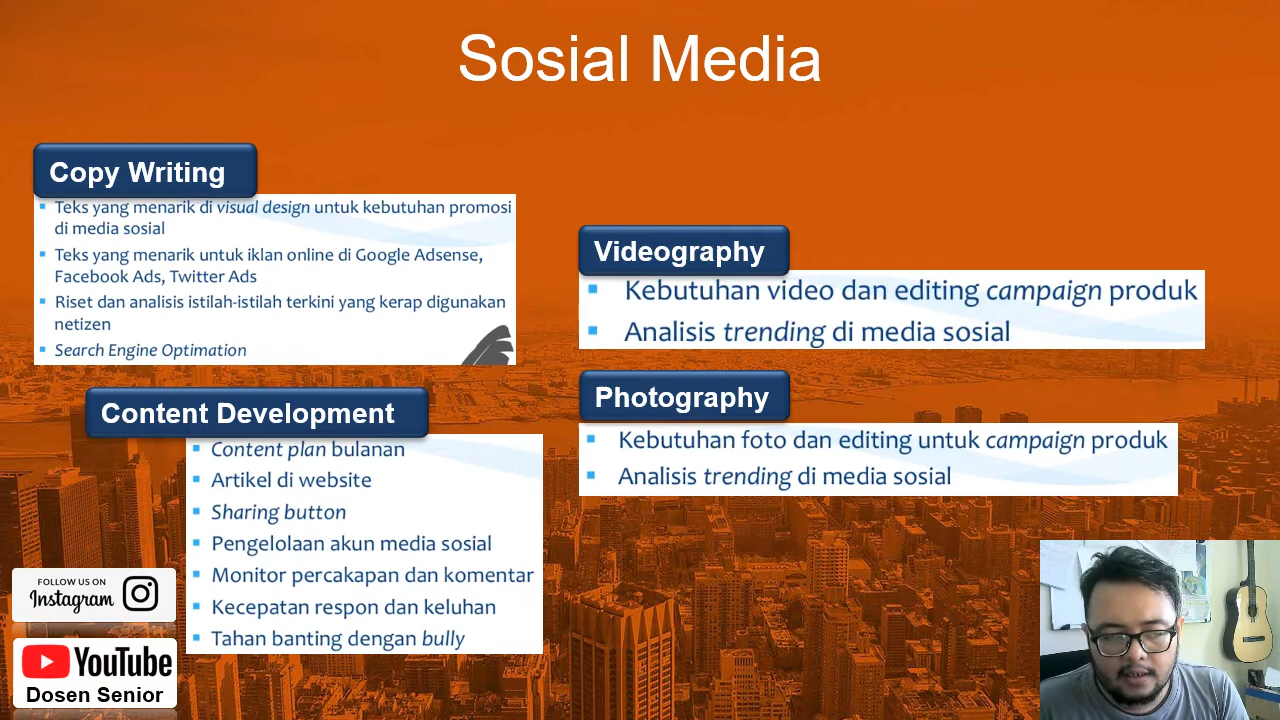 Sosial Media
Copy Writing
Teks yang menarik di visual design untuk kebutuhan promosi
di media sosial
Teks yang menarik untuk iklan online di Google Adsense,
Facebook Ads, Twitter Ads
Riset dan analisis istilah-istilah terkini yang kerap digunakan
netizen
Search Engine Optimation
Content Development
Content plan bulanan
Artikel di website
Sharing button
Pengelolaan akun media sosial
Monitor percakapan dan komentar
Kecepatan respon dan keluhan
Tahan banting dengan bully
Videography
Kebutuhan video dan editing campaign produk
Analisis trending di media sosial
Photography
Kebutuhan foto dan editing untuk campaign produk
Analisis trending di media sosial
FOLLOW US ON
Instagram
YouTube
Dosen Senior